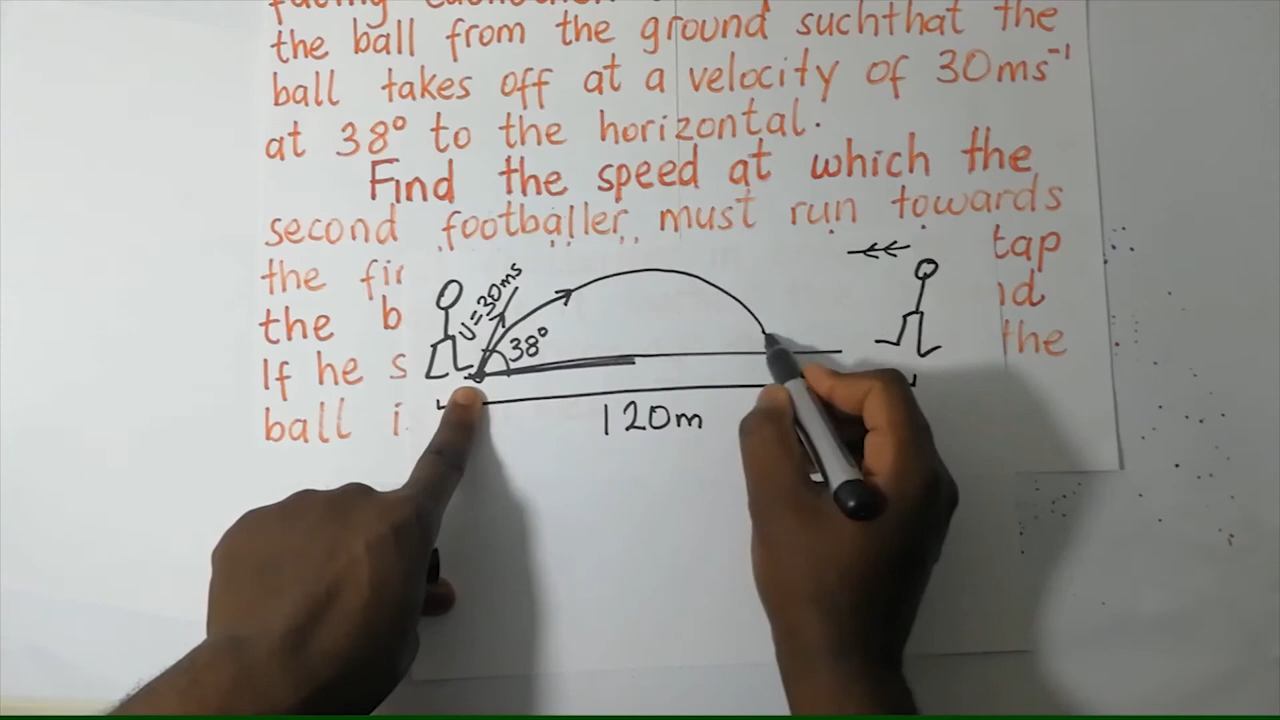 the ball from the ground suchthat the
ball takes off at a velocity of 30ms⁻¹
at 38° to the horizontal.
Find the speed at which the
second footballer must run towards
the fir tap
the b nd
If he s the
ball i
U=30ms
38°
120m